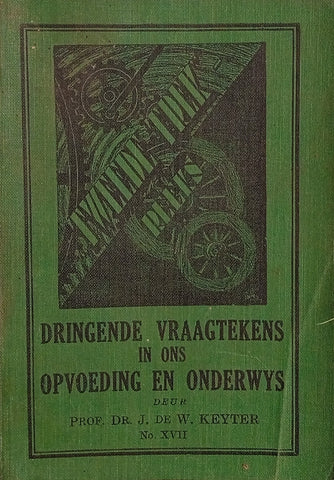 TWEEDE TREK
REEKS
DRINGENDE VRAAGTEKENS
IN ONS
OPVOEDING EN ONDERWYS
DEUR
PROF. DR. J. DE W. KEYTER
No. XVII